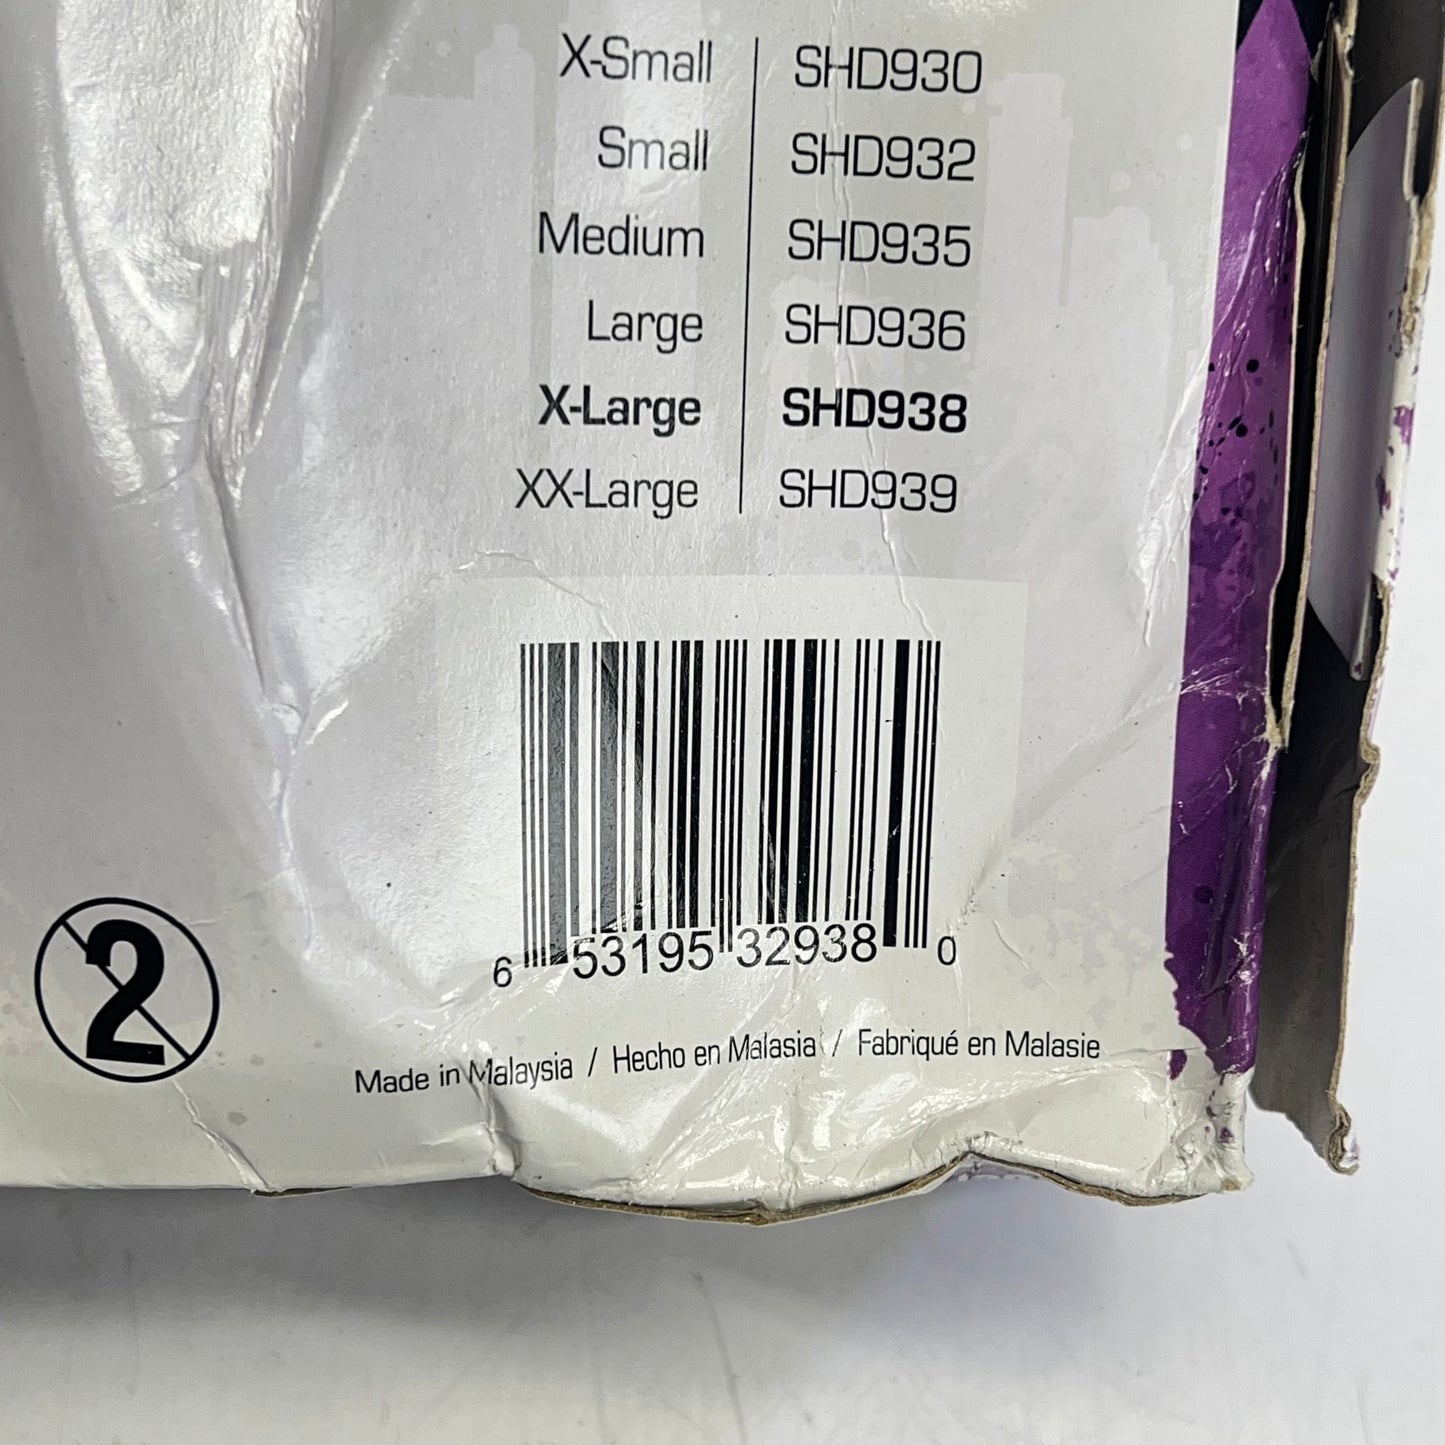 X-Small SHD930
Small SHD932
Medium SHD935
Large SHD936
X-Large SHD938
XX-Large SHD939
6 53195 32938 0
2
Made in Malaysia / Hecho en Malasia / Fabriqué en Malasie